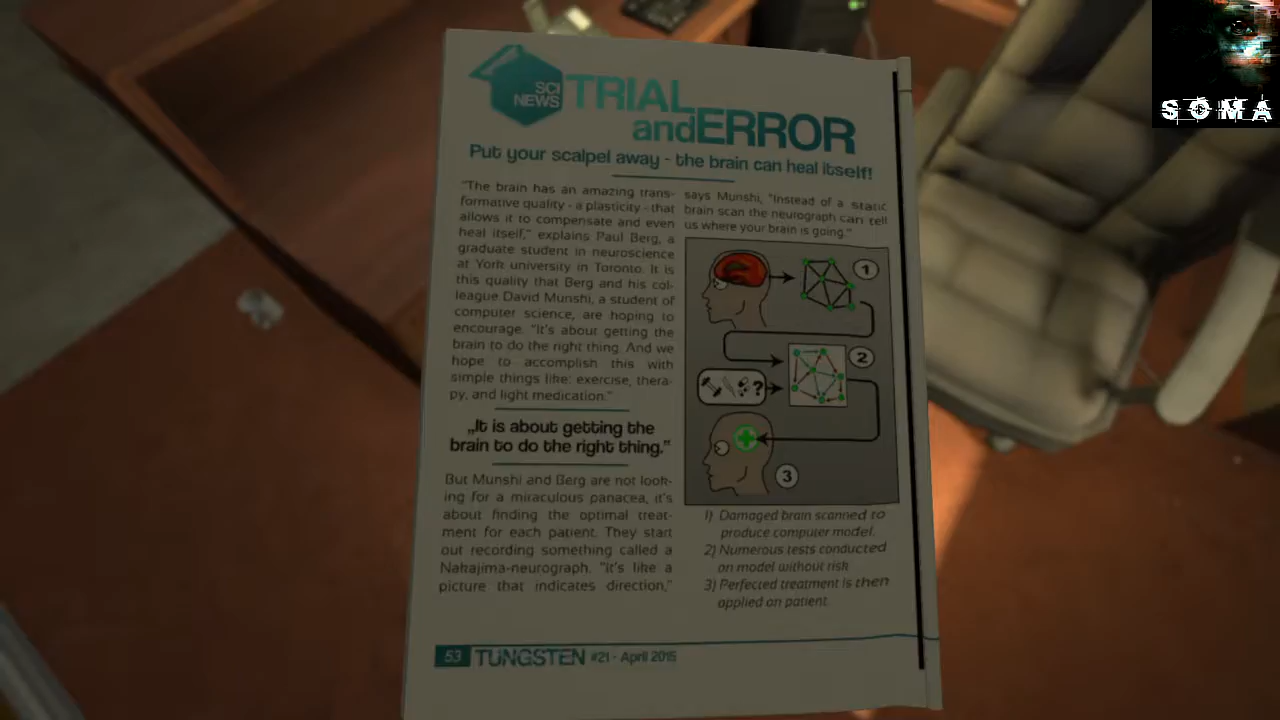 SOMA
SCI
NEWS
TRIAL
andERROR
Put your scalpel away - the brain can heal itself!
"The brain has an amazing trans-
formative quality - a plasticity - that
allows it to compensate and even
heal itself," explains Paul Berg, a
graduate student in neuroscience
at York university in Toronto. It is
this quality that Berg and his col-
league David Munshi, a student of
computer science, are hoping to
encourage. "It's about getting the
brain to do the right thing. And we
hope to accomplish this with
simple things like: exercise, thera-
py, and light medication."
„It is about getting the
brain to do the right thing."
But Munshi and Berg are not look-
ing for a miraculous panacea, it's
about finding the optimal treat-
ment for each patient. They start
out recording something called a
Nakajima-neurograph. "It's like a
picture that indicates direction,"
says Munshi, "Instead of a static
brain scan the neurograph can tell
us where your brain is going."
1
2
?
3
1) Damaged brain scanned to
produce computer model.
2) Numerous tests conducted
on model without risk
3) Perfected treatment is then
applied on patient.
53 TUNGSTEN #21 - April 2015